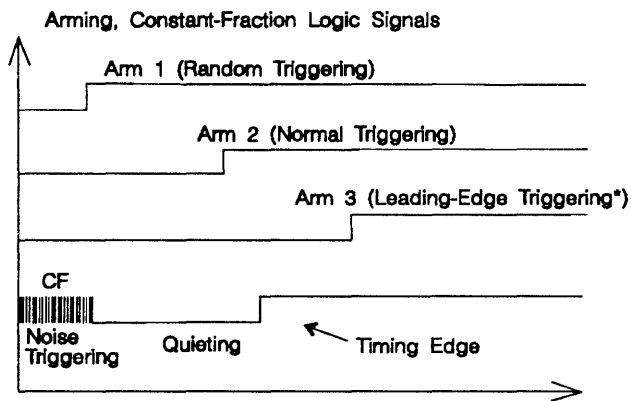 Arming, Constant-Fraction Logic Signals
Arm 1 (Random Triggering)
Arm 2 (Normal Triggering)
Arm 3 (Leading-Edge Triggering*)
CF
Noise
Triggering
Quieting
Timing Edge